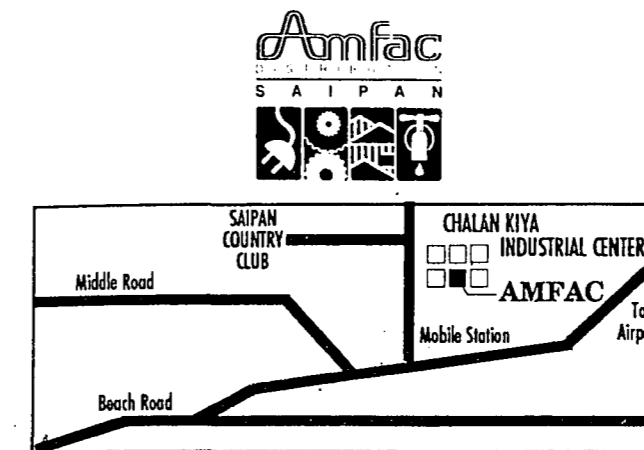 Amfac
SAIPAN
SAIPAN
COUNTRY
CLUB
CHALAN KIYA
INDUSTRIAL CENTER
AMFAC
Middle Road
Mobile Station
Beach Road